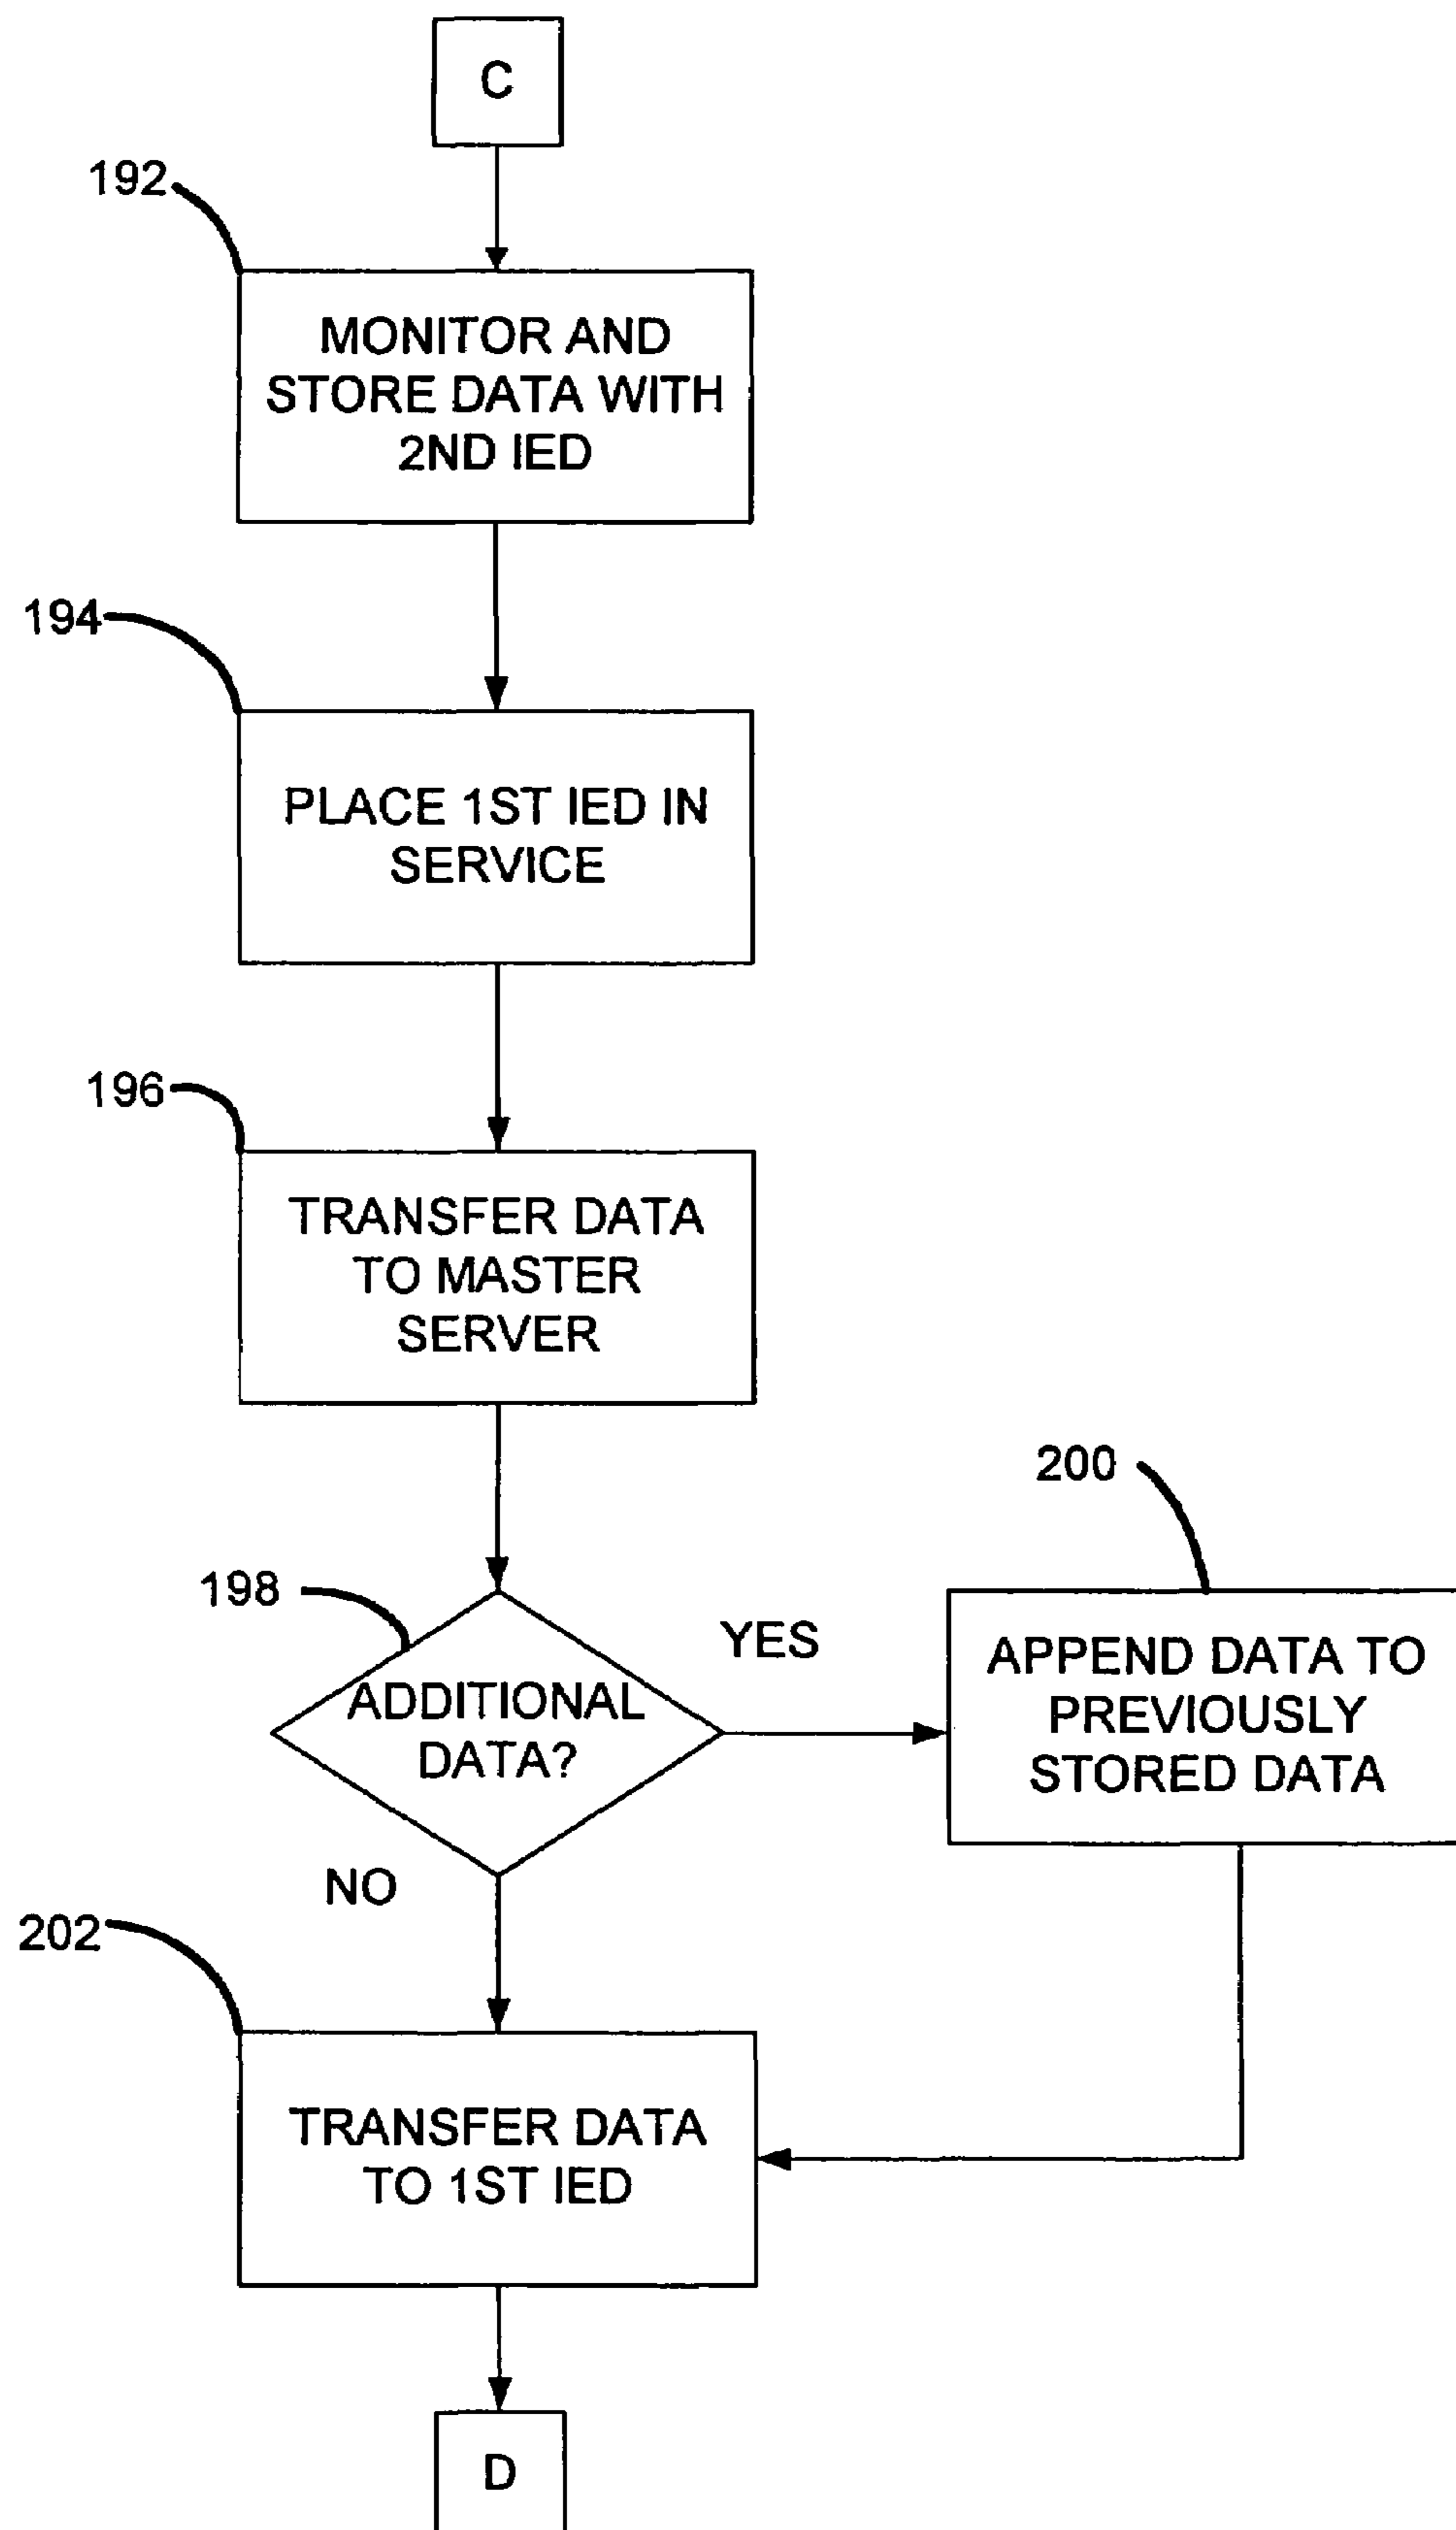 C
192
MONITOR AND
STORE DATA WITH
2ND IED
194
PLACE 1ST IED IN
SERVICE
196
TRANSFER DATA
TO MASTER
SERVER
198
ADDITIONAL
DATA?
YES
200
APPEND DATA TO
PREVIOUSLY
STORED DATA
NO
202
TRANSFER DATA
TO 1ST IED
D